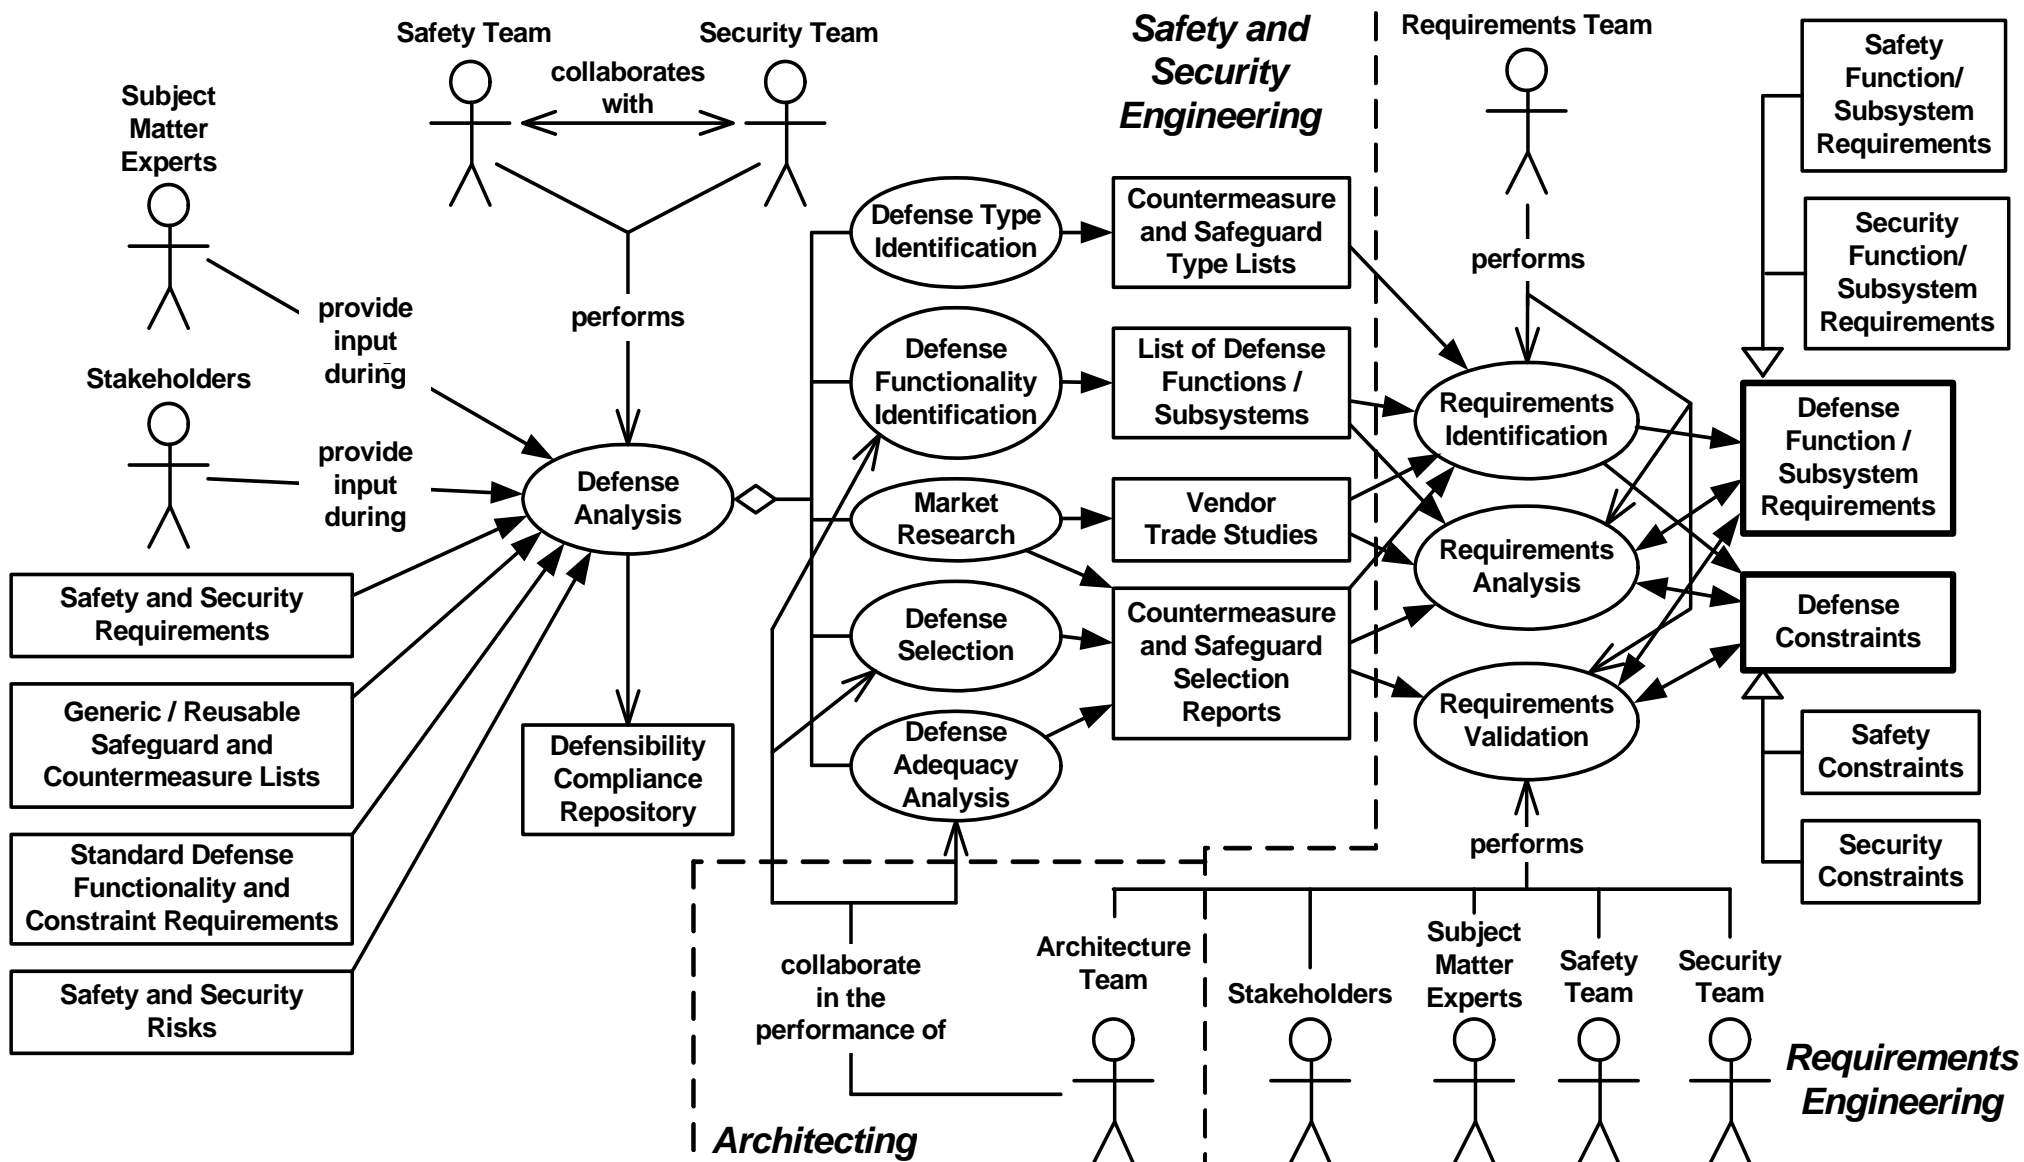 Safety Team
Security Team
collaborates
with
Safety and
Security
Engineering
Requirements Team
Safety
Function/
Subsystem
Requirements
Subject
Matter
Experts
Security
Function/
Subsystem
Requirements
Defense Type
Identification
Countermeasure
and Safeguard
Type Lists
performs
provide
input
during
performs
Stakeholders
Defense
Functionality
Identification
List of Defense
Functions /
Subsystems
Requirements
Identification
Defense
Function /
Subsystem
Requirements
provide
input
during
Defense
Analysis
Market
Research
Vendor
Trade Studies
Requirements
Analysis
Safety and Security
Requirements
Defense
Selection
Countermeasure
and Safeguard
Selection
Reports
Defense
Constraints
Generic / Reusable
Safeguard and
Countermeasure Lists
Defensibility
Compliance
Repository
Defense
Adequacy
Analysis
Requirements
Validation
Safety
Constraints
Standard Defense
Functionality and
Constraint Requirements
performs
Security
Constraints
Safety and Security
Risks
collaborate
in the
performance of
Architecture
Team
Stakeholders
Subject
Matter
Experts
Safety
Team
Security
Team
Architecting
Requirements
Engineering